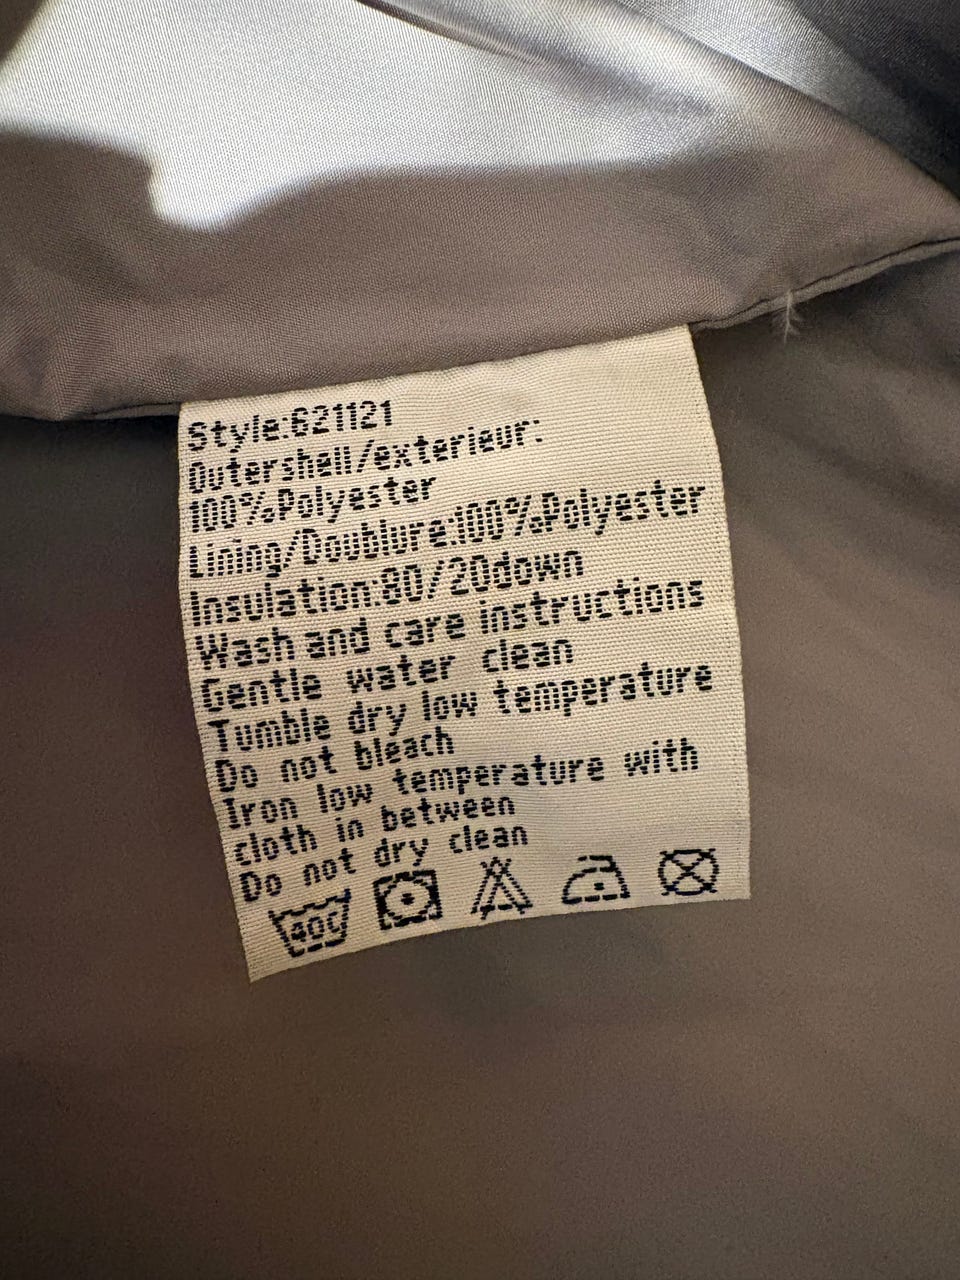 Style:621121
Outershell/exterieur:
100%Polyester
Lining/Doublure:100%Polyester
Insulation:80/20down
Wash and care instructions
Gentle water clean
Tumble dry low temperature
Do not bleach
Iron low temperature with
cloth in between
Do not dry clean
40C